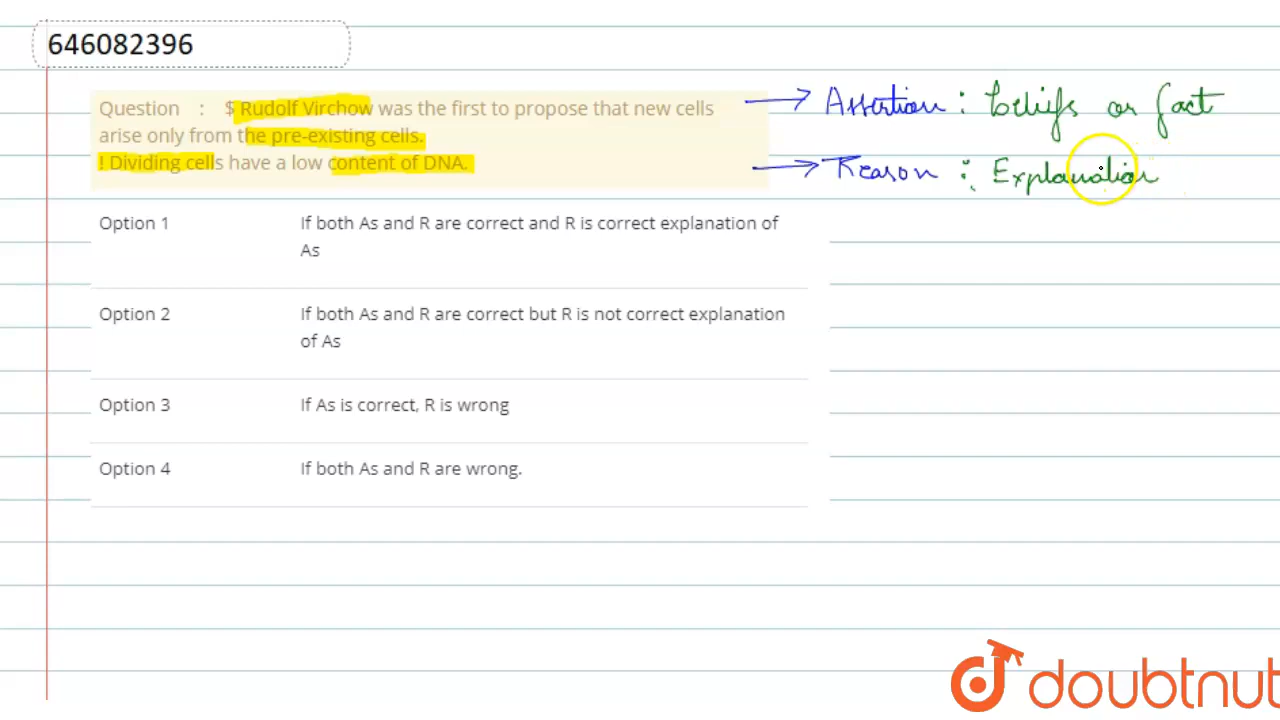 646082396
Question : $ Rudolf Virchow was the first to propose that new cells
arise only from the pre-existing cells.
! Dividing cells have a low content of DNA.
Assertion : beliefs or fact
Reason : Explanation
Option 1 If both As and R are correct and R is correct explanation of
As
Option 2 If both As and R are correct but R is not correct explanation
of As
Option 3 If As is correct, R is wrong
Option 4 If both As and R are wrong.
doubtnut